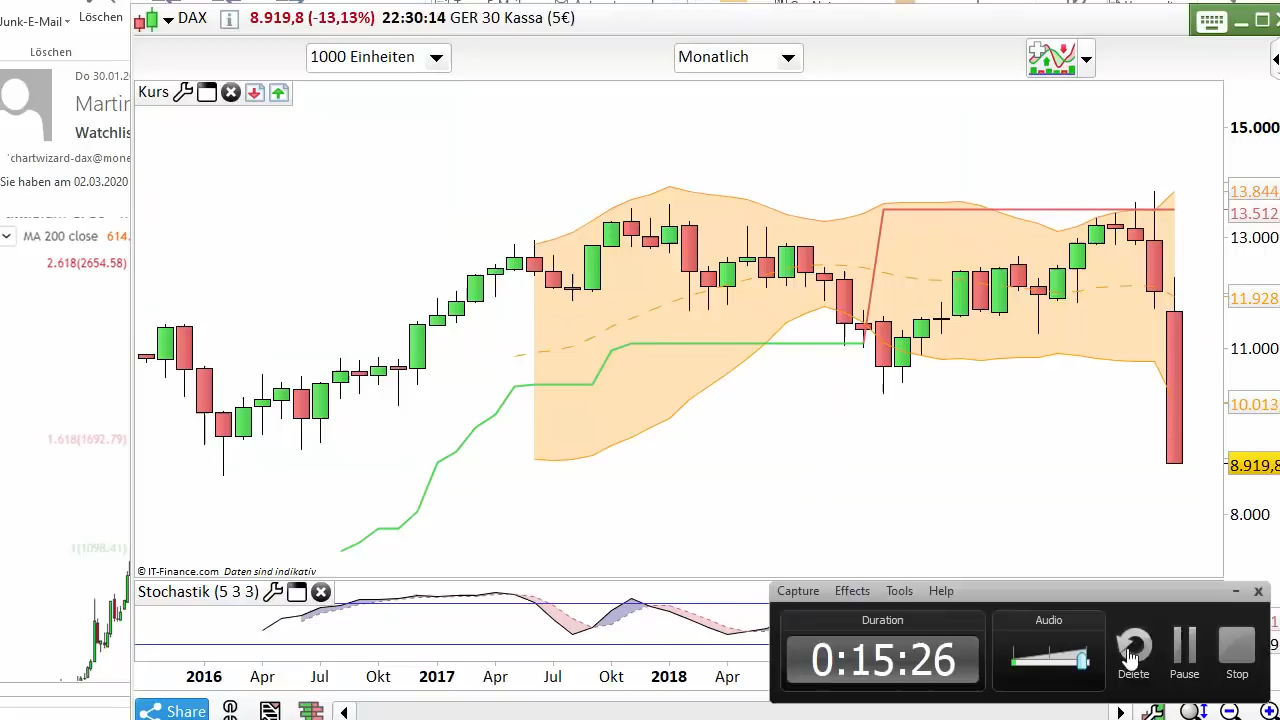 Junk-E-Mail
Löschen
Löschen
Do 30.01.2
Martin
Watchlis
'chartwizard-dax@mone
Sie haben am 02.03.2020
MA 200 close 614.
2.618(2654.58)
1.618(1692.79)
1(1098.41)
DAX 8.919,8 (-13,13%) 22:30:14 GER 30 Kassa (5€)
1000 Einheiten
Monatlich
Kurs
15.000
13.844
13.512
13.000
11.928
11.000
10.013
8.919,8
8.000
© IT-Finance.com Daten sind indikativ
Stochastik (5 3 3)
2016 Apr Jul Okt 2017 Apr Jul Okt 2018 Apr
Share
Capture Effects Tools Help
Duration
0:15:26
Audio
Delete Pause Stop